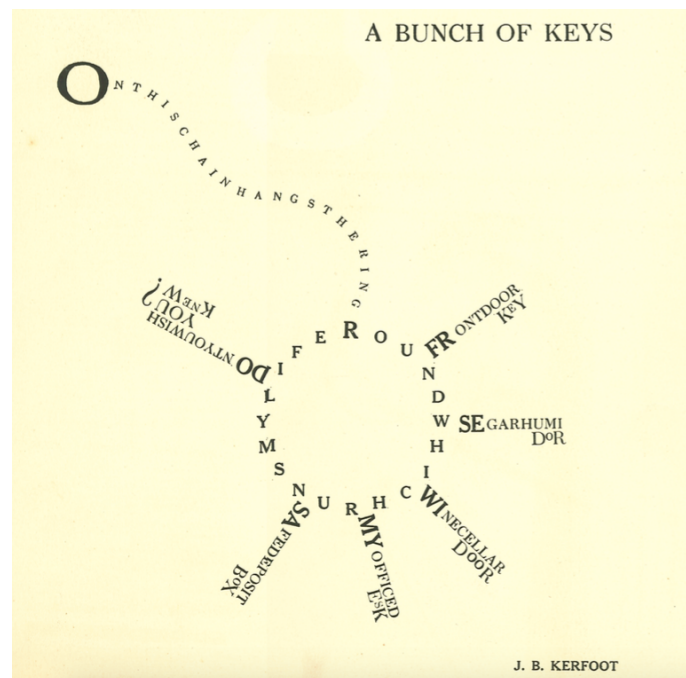 A BUNCH OF KEYS
ONTHISCHAINHANGSTHERING
ROUNDWHICHRUNSMYLIFE
FRONTDOOR
KEY
SEGARHUMI
DOR
WINECELLAR
DOOR
MYOFFICED
ESK
SAFEDEPOSIT
BOX
DONTYOUWISH
YOU
KNEW?
J. B. KERFOOT